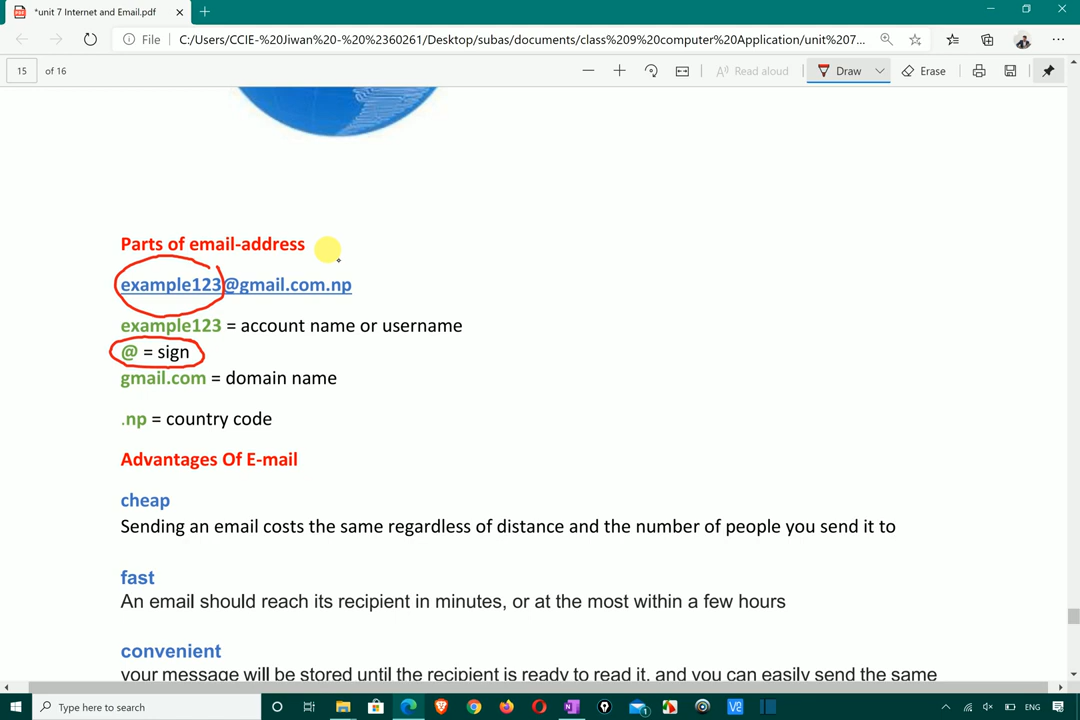 *unit 7 Internet and Email.pdf
File C:/Users/CCIE-%20Jiwan%20-%20%2360261/Desktop/subas/documents/class%209%20computer%20Application/unit%207...
15 of 16 Read aloud Draw Erase
Parts of email-address
example123@gmail.com.np
example123 = account name or username
@ = sign
gmail.com = domain name
.np = country code
Advantages Of E-mail
cheap
Sending an email costs the same regardless of distance and the number of people you send it to
fast
An email should reach its recipient in minutes, or at the most within a few hours
convenient
your message will be stored until the recipient is ready to read it, and you can easily send the same
Type here to search ENG